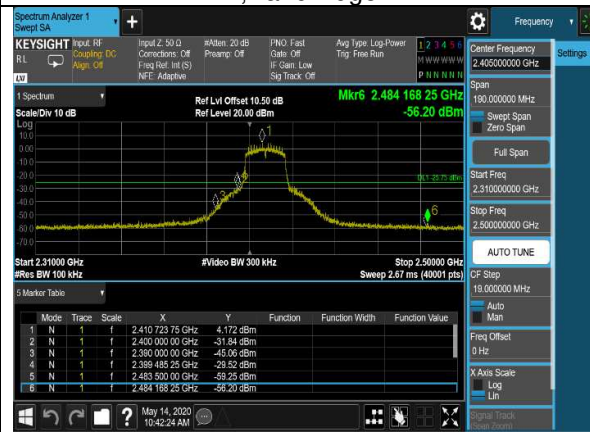 Spectrum Analyzer 1
Swept SA
+
Frequency
KEYSIGHT Input: RF Input Z: 50 Ω #Atten: 20 dB PNO: Fast Avg Type: Log-Power 1 2 3 4 5 6
RL Coupling: DC Corrections: Off Preamp: Off Gate: Off Trig: Free Run
Align: Off Freq Ref: Int (S) IF Gain: Low M W W W W W
LXI NFE: Adaptive Sig Track: Off P N N N N N
1 Spectrum Ref Lvl Offset 10.50 dB Mkr6 2.484 168 25 GHz
Scale/Div 10 dB Ref Level 20.00 dBm -56.20 dBm
Log
10.0
0.00
-10.0
-20.0
DL1 -25.75 dBm
-30.0
-40.0
-50.0
-60.0
-70.0
1
3
6
Start 2.31000 GHz #Video BW 300 kHz Stop 2.50000 GHz
#Res BW 100 kHz Sweep 2.67 ms (40001 pts)
5 Marker Table
Mode Trace Scale X Y Function Function Width Function Value
1 N 1 f 2.410 723 75 GHz 4.172 dBm
2 N 1 f 2.400 000 00 GHz -31.84 dBm
3 N 1 f 2.390 000 00 GHz -45.06 dBm
4 N 1 f 2.399 485 25 GHz -29.52 dBm
5 N 1 f 2.483 500 00 GHz -59.25 dBm
6 N 1 f 2.484 168 25 GHz -56.20 dBm
?
May 14, 2020
10:42:24 AM
Center Frequency
2.405000000 GHz
Settings
Span
190.000000 MHz
Swept Span
Zero Span
Full Span
Start Freq
2.310000000 GHz
Stop Freq
2.500000000 GHz
AUTO TUNE
CF Step
19.000000 MHz
Auto
Man
Freq Offset
0 Hz
X Axis Scale
Log
Lin
Signal Track
(Span Zoom)